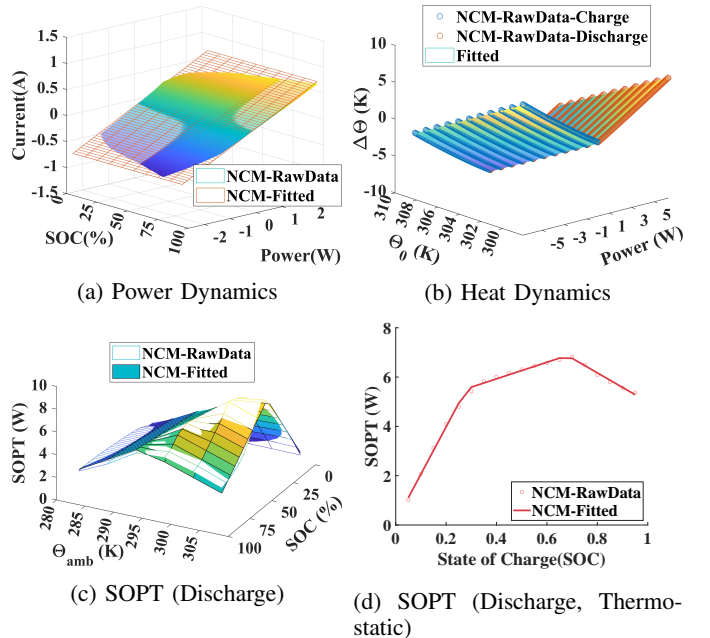 1.5
1
0.5
0
-0.5
-1
-1.5
Current(A)
0
25
50
75
100
SOC(%)
-2
-1
0
1
2
Power(W)
NCM-RawData
NCM-Fitted
(a) Power Dynamics
NCM-RawData-Charge
NCM-RawData-Discharge
Fitted
10
5
0
-5
-10
ΔΘ (K)
310
308
306
304
302
300
Θ0 (K)
-5
-3
-1
1
3
5
Power (W)
(b) Heat Dynamics
NCM-RawData
NCM-Fitted
10
8
6
4
2
0
SOPT (W)
280
285
290
295
300
305
Θamb (K)
0
25
50
75
100
SOC (%)
(c) SOPT (Discharge)
8
6
4
2
0
SOPT (W)
NCM-RawData
NCM-Fitted
0
0.2
0.4
0.6
0.8
1
State of Charge(SOC)
(d) SOPT (Discharge, Thermo-
static)